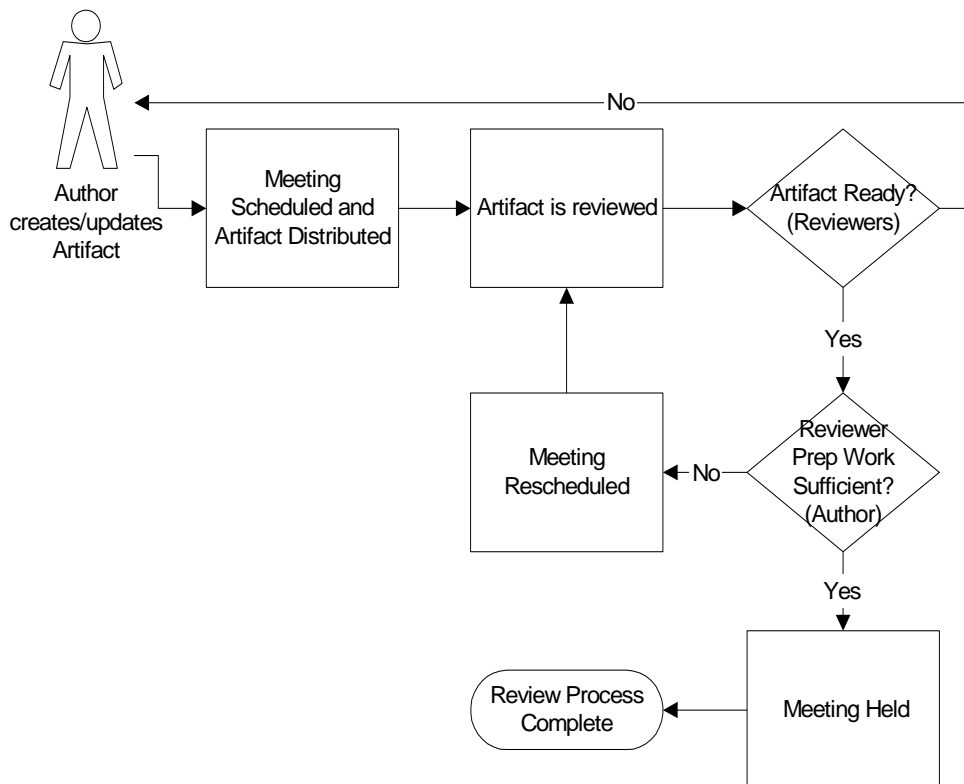 No
Author
creates/updates
Artifact
Meeting
Scheduled and
Artifact Distributed
Artifact is reviewed
Artifact Ready?
(Reviewers)
Yes
Reviewer
Prep Work
Sufficient?
(Author)
No
Meeting
Rescheduled
Yes
Meeting Held
Review Process
Complete